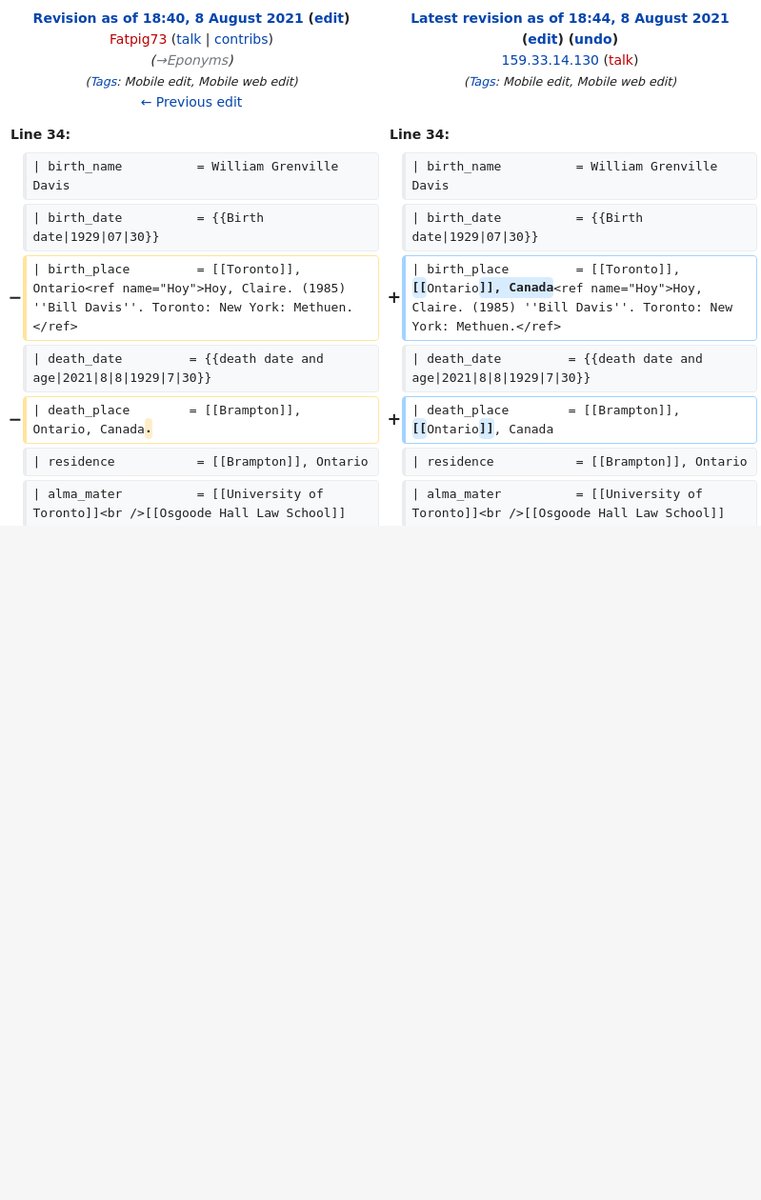 Revision as of 18:40, 8 August 2021 (edit)
Fatpig73 (talk | contribs)
(→Eponyms)
(Tags: Mobile edit, Mobile web edit)
← Previous edit
Latest revision as of 18:44, 8 August 2021
(edit) (undo)
159.33.14.130 (talk)
(Tags: Mobile edit, Mobile web edit)
Line 34:
Line 34:
| birth_name          = William Grenville
Davis
| birth_name          = William Grenville
Davis
| birth_date          = {{Birth
date|1929|07|30}}
| birth_date          = {{Birth
date|1929|07|30}}
−
| birth_place         = [[Toronto]],
Ontario<ref name="Hoy">Hoy, Claire. (1985)
''Bill Davis''. Toronto: New York: Methuen.
</ref>
+
| birth_place         = [[Toronto]],
[[Ontario]], Canada<ref name="Hoy">Hoy,
Claire. (1985) ''Bill Davis''. Toronto: New
York: Methuen.</ref>
| death_date         = {{death date and
age|2021|8|8|1929|7|30}}
| death_date         = {{death date and
age|2021|8|8|1929|7|30}}
−
| death_place        = [[Brampton]],
Ontario, Canada.
+
| death_place        = [[Brampton]],
[[Ontario]], Canada
| residence           = [[Brampton]], Ontario
| residence           = [[Brampton]], Ontario
| alma_mater          = [[University of
Toronto]]<br />[[Osgoode Hall Law School]]
| alma_mater          = [[University of
Toronto]]<br />[[Osgoode Hall Law School]]